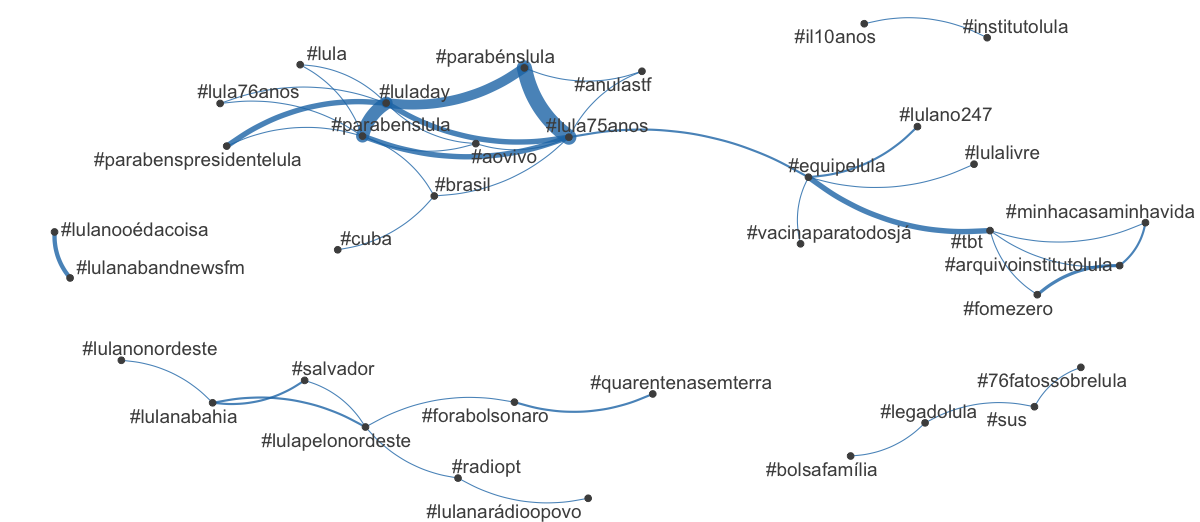 #il10anos
#institutolula
#lula
#parabénslula
#anulastf
#lula76anos
#luladay
#parabenslula
#lula75anos
#parabenspresidentelula
#aovivo
#brasil
#cuba
#lulano247
#lulalivre
#equipelula
#vacinaparatodosjá
#minhacasaminhavida
#tbt
#arquivoinstitutolula
#fomezero
#lulanooédacoisa
#lulanabandnewsfm
#lulanonordeste
#salvador
#lulanabahia
#lulapelonordeste
#forabolsonaro
#quarentenasemterra
#radiopt
#lulanarádioopovo
#76fatossobrelula
#legadolula
#sus
#bolsafamília